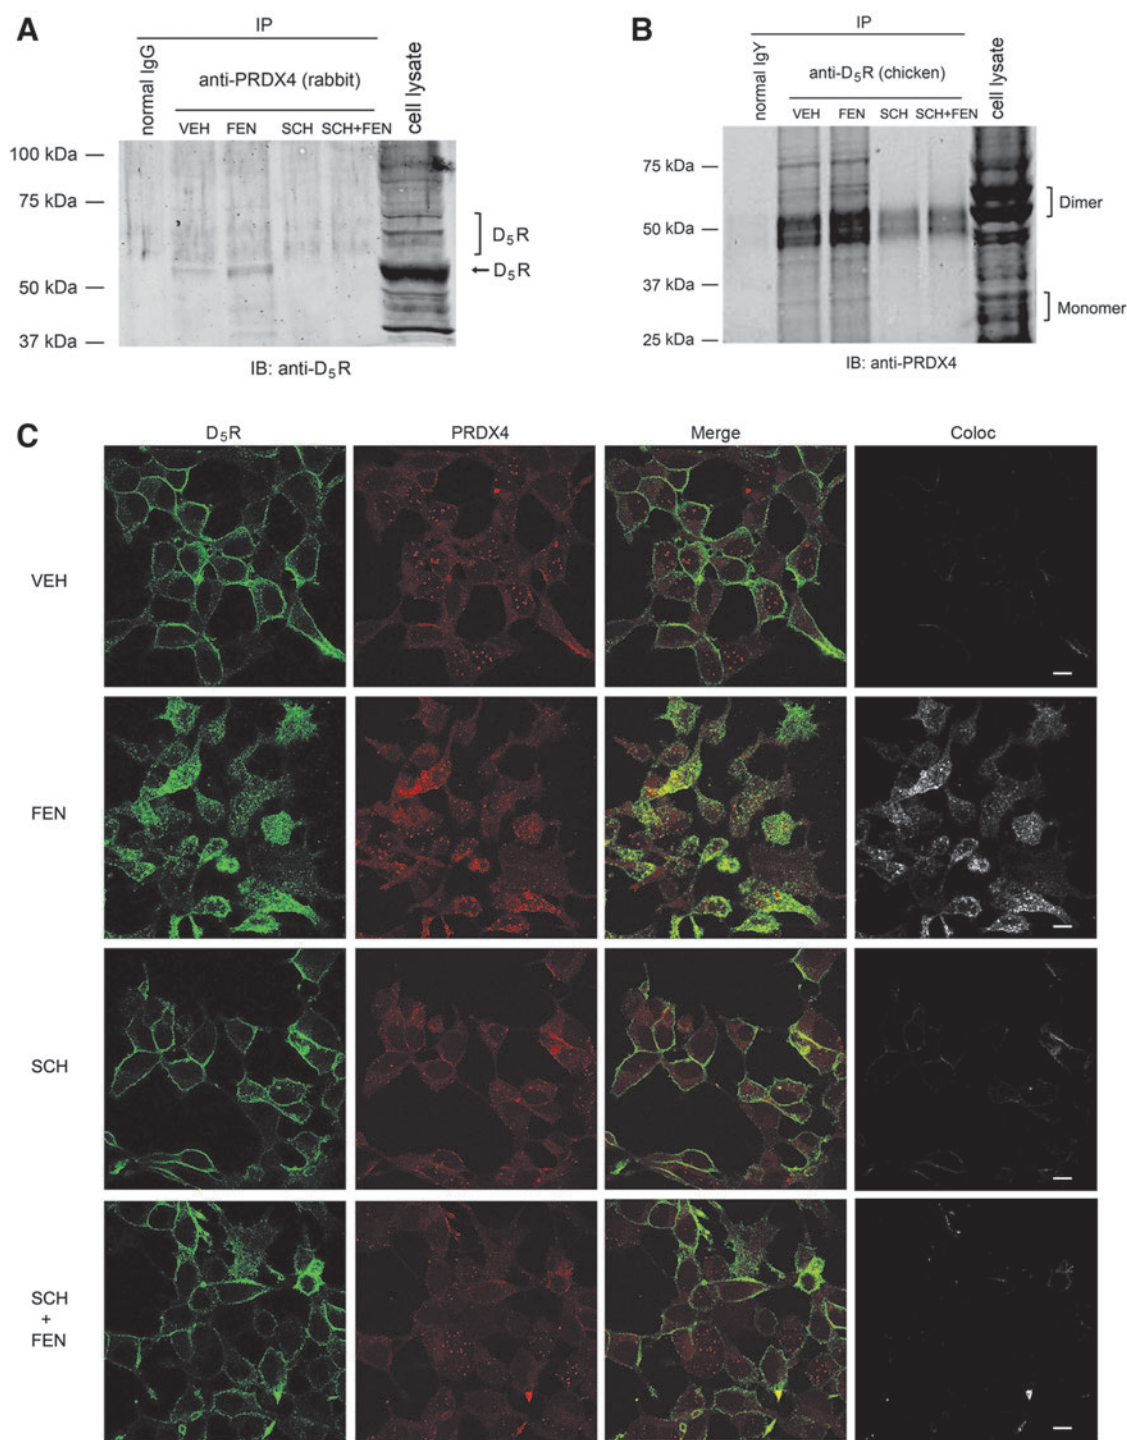 A
IP
normal IgG
anti-PRDX4 (rabbit)
cell lysate
VEH FEN SCH SCH+FEN
100 kDa
75 kDa
50 kDa
37 kDa
D5R
D5R
IB: anti-D5R
B
IP
normal IgY
anti-D5R (chicken)
cell lysate
VEH FEN SCH SCH+FEN
75 kDa
50 kDa
37 kDa
25 kDa
Dimer
Monomer
IB: anti-PRDX4
C
D5R PRDX4 Merge Coloc
VEH
FEN
SCH
SCH
+
FEN